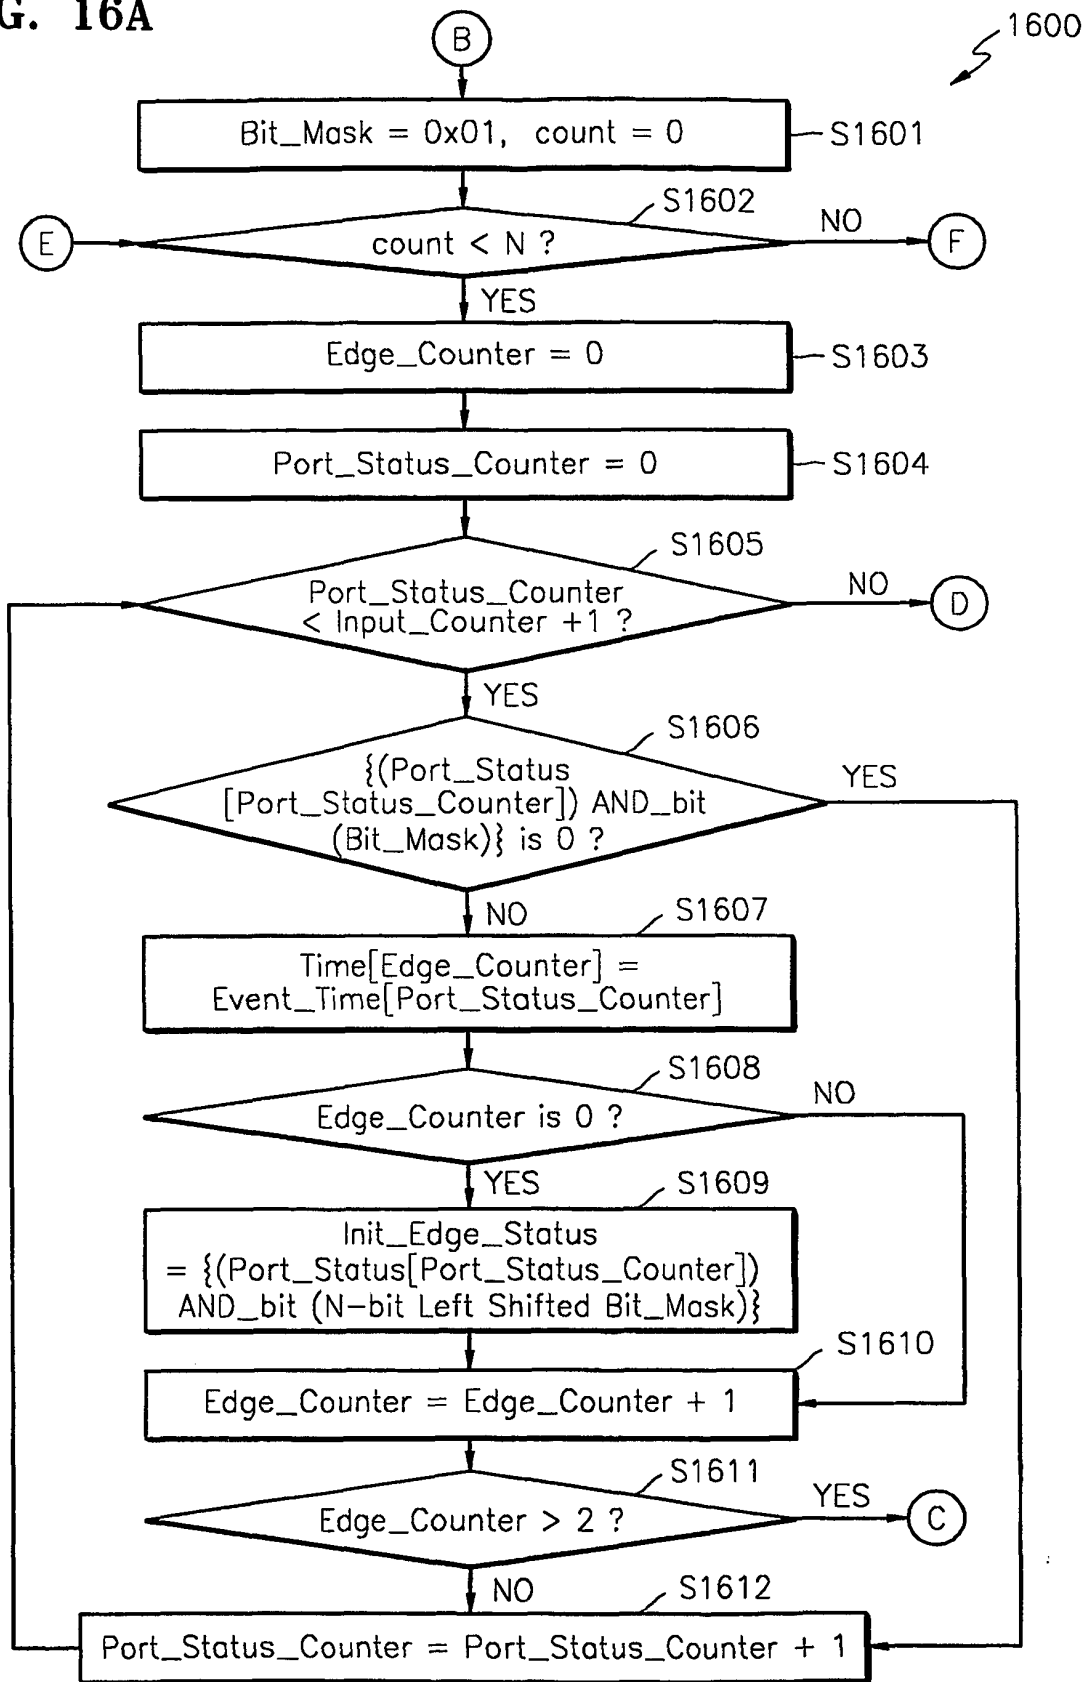 G. 16A
1600
B
Bit_Mask = 0x01, count = 0
S1601
S1602
E
count < N ?
NO
F
YES
Edge_Counter = 0
S1603
Port_Status_Counter = 0
S1604
S1605
Port_Status_Counter
< Input_Counter +1 ?
NO
D
YES
S1606
{(Port_Status
[Port_Status_Counter]) AND_bit
(Bit_Mask)} is 0 ?
YES
NO
S1607
Time[Edge_Counter] =
Event_Time[Port_Status_Counter]
S1608
Edge_Counter is 0 ?
NO
YES
S1609
Init_Edge_Status
= {(Port_Status[Port_Status_Counter])
AND_bit (N-bit Left Shifted Bit_Mask)}
S1610
Edge_Counter = Edge_Counter + 1
S1611
Edge_Counter > 2 ?
YES
C
NO
S1612
Port_Status_Counter = Port_Status_Counter + 1